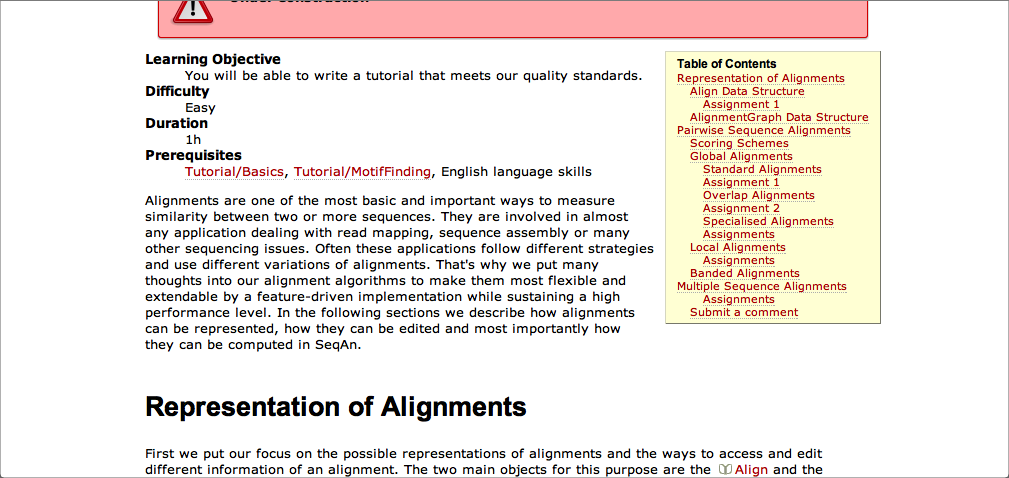 Under Construction
Learning Objective
You will be able to write a tutorial that meets our quality standards.
Difficulty
Easy
Duration
1h
Prerequisites
Tutorial/Basics, Tutorial/MotifFinding, English language skills
Alignments are one of the most basic and important ways to measure
similarity between two or more sequences. They are involved in almost
any application dealing with read mapping, sequence assembly or many
other sequencing issues. Often these applications follow different strategies
and use different variations of alignments. That's why we put many
thoughts into our alignment algorithms to make them most flexible and
extendable by a feature-driven implementation while sustaining a high
performance level. In the following sections we describe how alignments
can be represented, how they can be edited and most importantly how
they can be computed in SeqAn.
Table of Contents
Representation of Alignments
Align Data Structure
Assignment 1
AlignmentGraph Data Structure
Pairwise Sequence Alignments
Scoring Schemes
Global Alignments
Standard Alignments
Assignment 1
Overlap Alignments
Assignment 2
Specialised Alignments
Assignments
Local Alignments
Assignments
Banded Alignments
Multiple Sequence Alignments
Assignments
Submit a comment
Representation of Alignments
First we put our focus on the possible representations of alignments and the ways to access and edit
different information of an alignment. The two main objects for this purpose are the Align and the